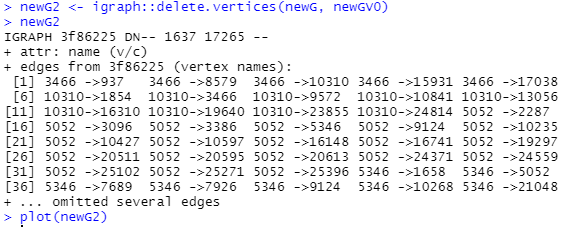 > newG2 <- igraph::delete.vertices(newG, newGV0)
> newG2
IGRAPH 3f86225 DN-- 1637 17265 --
+ attr: name (v/c)
+ edges from 3f86225 (vertex names):
[1] 3466 ->937 3466 ->8579 3466 ->10310 3466 ->15931 3466 ->17038
[6] 10310->1854 10310->3466 10310->9572 10310->10841 10310->13056
[11] 10310->16310 10310->19640 10310->23855 10310->24814 5052 ->2287
[16] 5052 ->3096 5052 ->3386 5052 ->5346 5052 ->9124 5052 ->10235
[21] 5052 ->10427 5052 ->10597 5052 ->16148 5052 ->16741 5052 ->19297
[26] 5052 ->20511 5052 ->20595 5052 ->20613 5052 ->24371 5052 ->24559
[31] 5052 ->25102 5052 ->25271 5052 ->25396 5346 ->1658 5346 ->5052
[36] 5346 ->7689 5346 ->7926 5346 ->9124 5346 ->10268 5346 ->21048
+ ... omitted several edges
> plot(newG2)